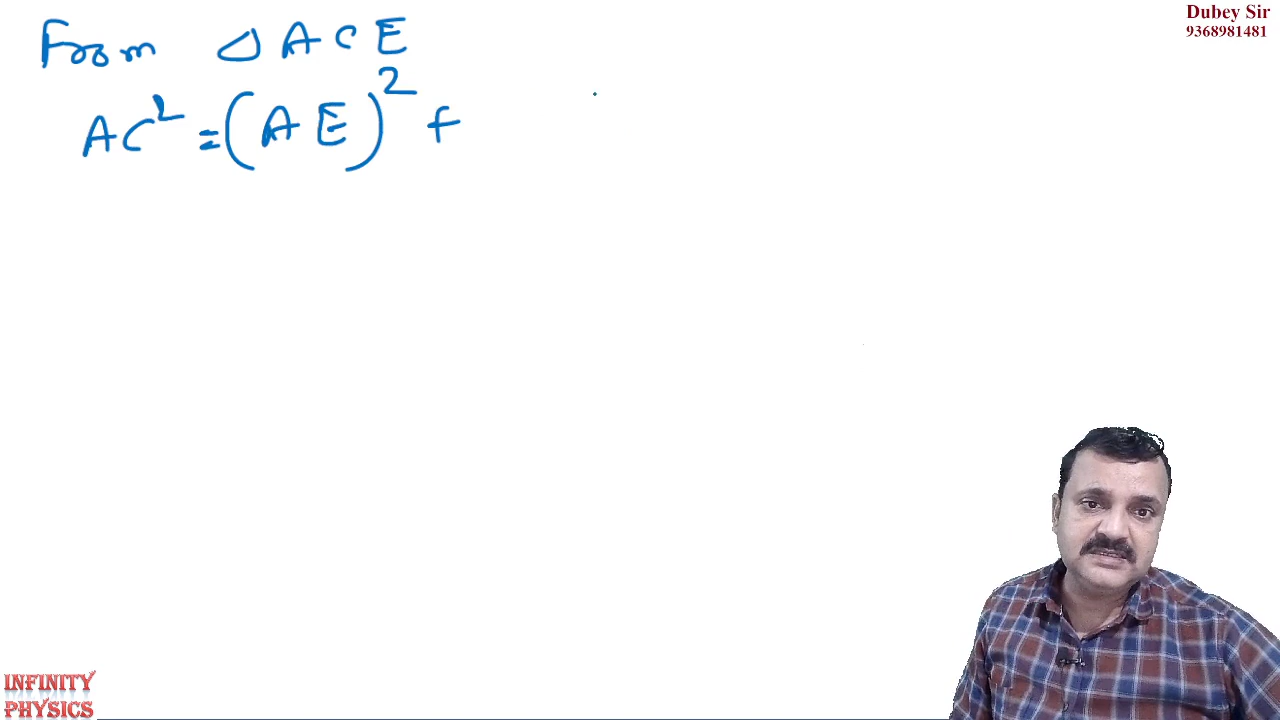 Dubey Sir
9368981481
From △ACE
AC² = (AE)² +
INFINITY
PHYSICS